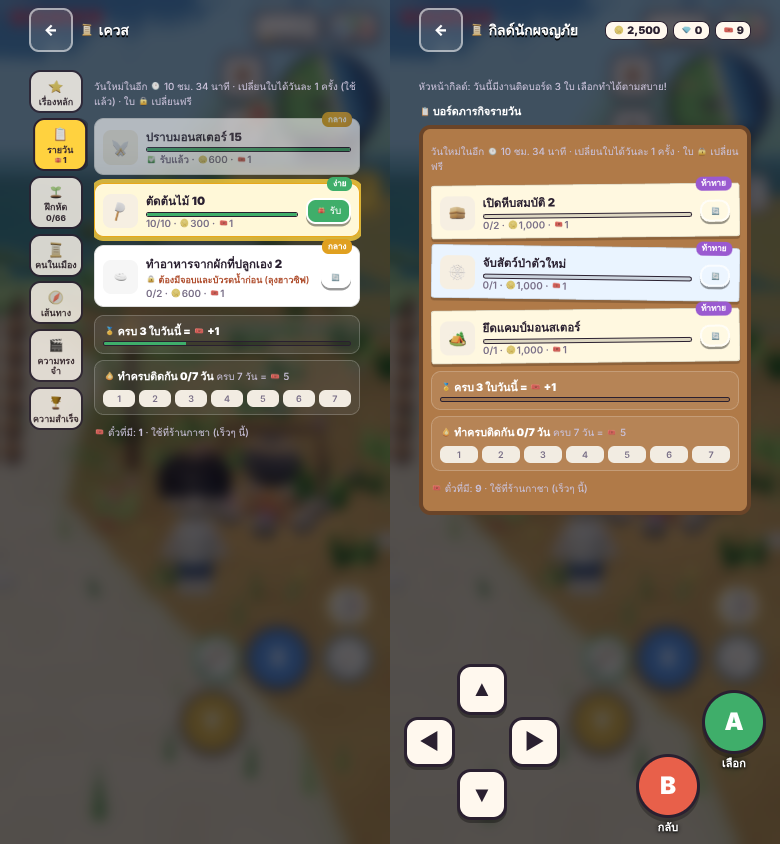 เควส
เรื่องหลัก
รายวัน
1
ฝึกหัด
0/66
คนในเมือง
เส้นทาง
ความทรงจำ
ความสำเร็จ
วันใหม่ในอีก 10 ชม. 34 นาที · เปลี่ยนใบได้วันละ 1 ครั้ง (ใช้
แล้ว) · ใบ เปลี่ยนฟรี
กลาง
ปราบมอนสเตอร์ 15
รับแล้ว · 600 · 1
ง่าย
ตัดต้นไม้ 10
10/10 · 300 · 1
รับ
กลาง
ทำอาหารจากผักที่ปลูกเอง 2
ต้องมีจอบและบัวรดน้ำก่อน (ลุงฮาวซิฟ)
0/2 · 600 · 1
ครบ 3 ใบวันนี้ = +1
ทำครบติดกัน 0/7 วัน ครบ 7 วัน = 5
1 2 3 4 5 6 7
ตั๋วที่มี: 1 · ใช้ที่ร้านกาชา (เร็วๆ นี้)
กิลด์นักผจญภัย
2,500 0 9
หัวหน้ากิลด์: วันนี้มีงานติดบอร์ด 3 ใบ เลือกทำได้ตามสบาย!
บอร์ดภารกิจรายวัน
วันใหม่ในอีก 10 ชม. 34 นาที · เปลี่ยนใบได้วันละ 1 ครั้ง · ใบ เปลี่ยน
ฟรี
ท้าทาย
เปิดหีบสมบัติ 2
0/2 · 1,000 · 1
ท้าทาย
จับสัตว์ป่าตัวใหม่
0/1 · 1,000 · 1
ท้าทาย
ยึดแคมป์มอนสเตอร์
0/1 · 1,000 · 1
ครบ 3 ใบวันนี้ = +1
ทำครบติดกัน 0/7 วัน ครบ 7 วัน = 5
1 2 3 4 5 6 7
ตั๋วที่มี: 9 · ใช้ที่ร้านกาชา (เร็วๆ นี้)
A
เลือก
B
กลับ